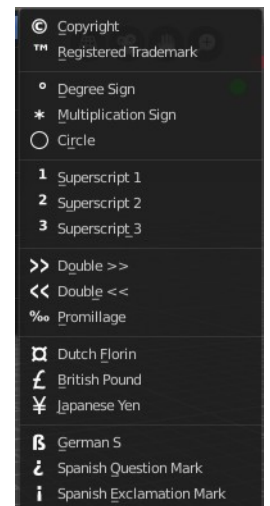 © Copyright
™ Registered Trademark
° Degree Sign
* Multiplication Sign
◯ Circle
¹ Superscript 1
² Superscript 2
³ Superscript 3
>> Double >>
<< Double <<
‰ Promillage
¤ Dutch Florin
£ British Pound
¥ Japanese Yen
ß German S
¿ Spanish Question Mark
¡ Spanish Exclamation Mark